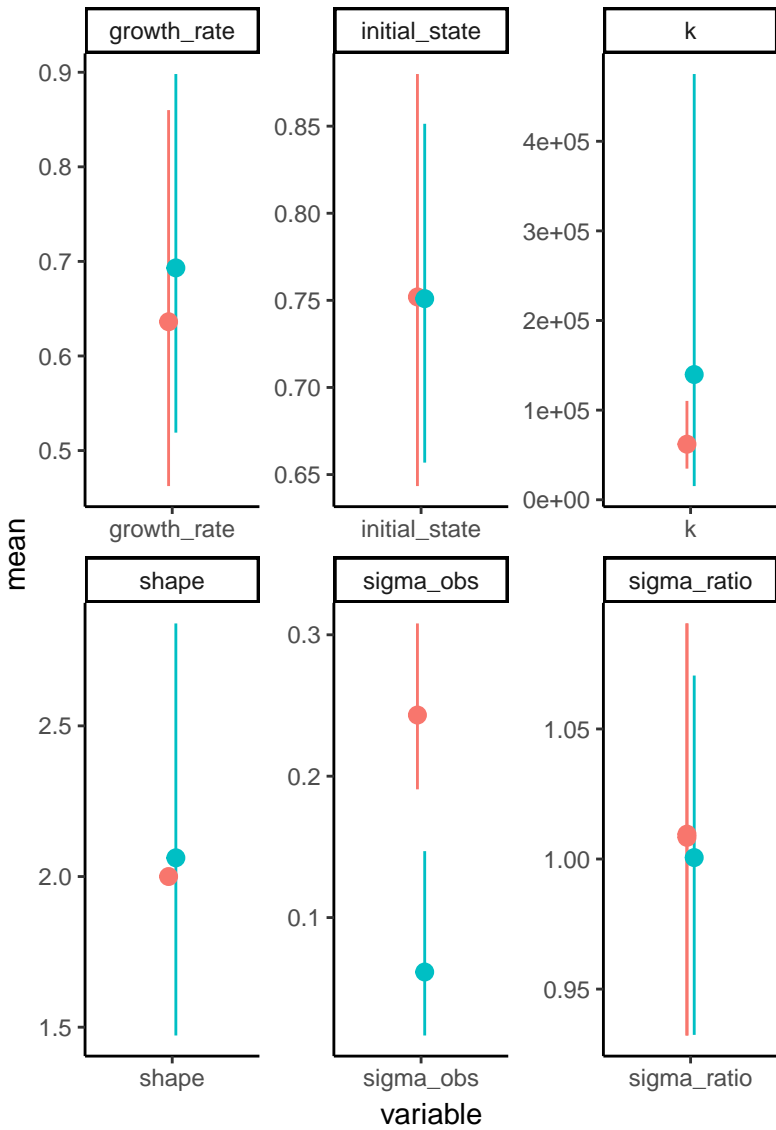 growth_rate
initial_state
k
0.9
0.8
0.7
0.6
0.5
0.85
0.80
0.75
0.70
0.65
4e+05
3e+05
2e+05
1e+05
0e+00
growth_rate
initial_state
k
mean
shape
sigma_obs
sigma_ratio
2.5
2.0
1.5
0.3
0.2
0.1
1.05
1.00
0.95
shape
sigma_obs
sigma_ratio
variable